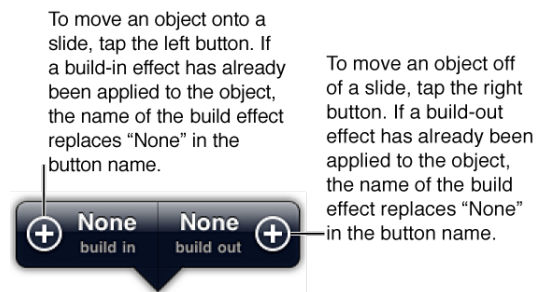 To move an object onto a
slide, tap the left button. If
a build-in effect has already
been applied to the object,
the name of the build effect
replaces “None” in the
button name.
To move an object off
of a slide, tap the right
button. If a build-out
effect has already been
applied to the object,
the name of the build
effect replaces “None”
in the button name.
None
build in
None
build out